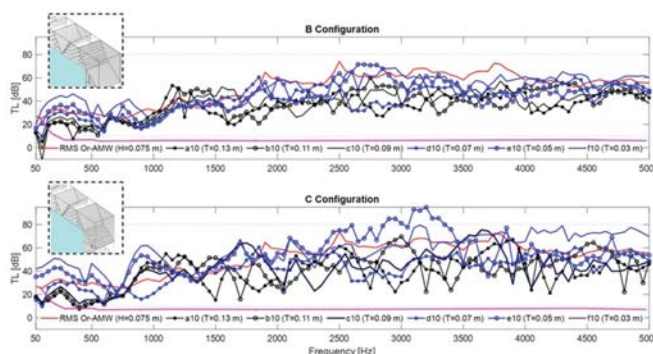 B Configuration
TL [dB]
80
60
40
20
0
RMS Or-AMW (H=0.075 m) a10 (T=0.13 m) b10 (T=0.11 m) c10 (T=0.09 m) d10 (T=0.07 m) e10 (T=0.05 m) f10 (T=0.03 m)
50 500 1000 1500 2000 2500 3000 3500 4000 4500 5000
C Configuration
TL [dB]
80
60
40
20
0
RMS Or-AMW (H=0.075 m) a10 (T=0.13 m) b10 (T=0.11 m) c10 (T=0.09 m) d10 (T=0.07 m) e10 (T=0.05 m) f10 (T=0.03 m)
50 500 1000 1500 2000 2500 3000 3500 4000 4500 5000
Frequency [Hz]